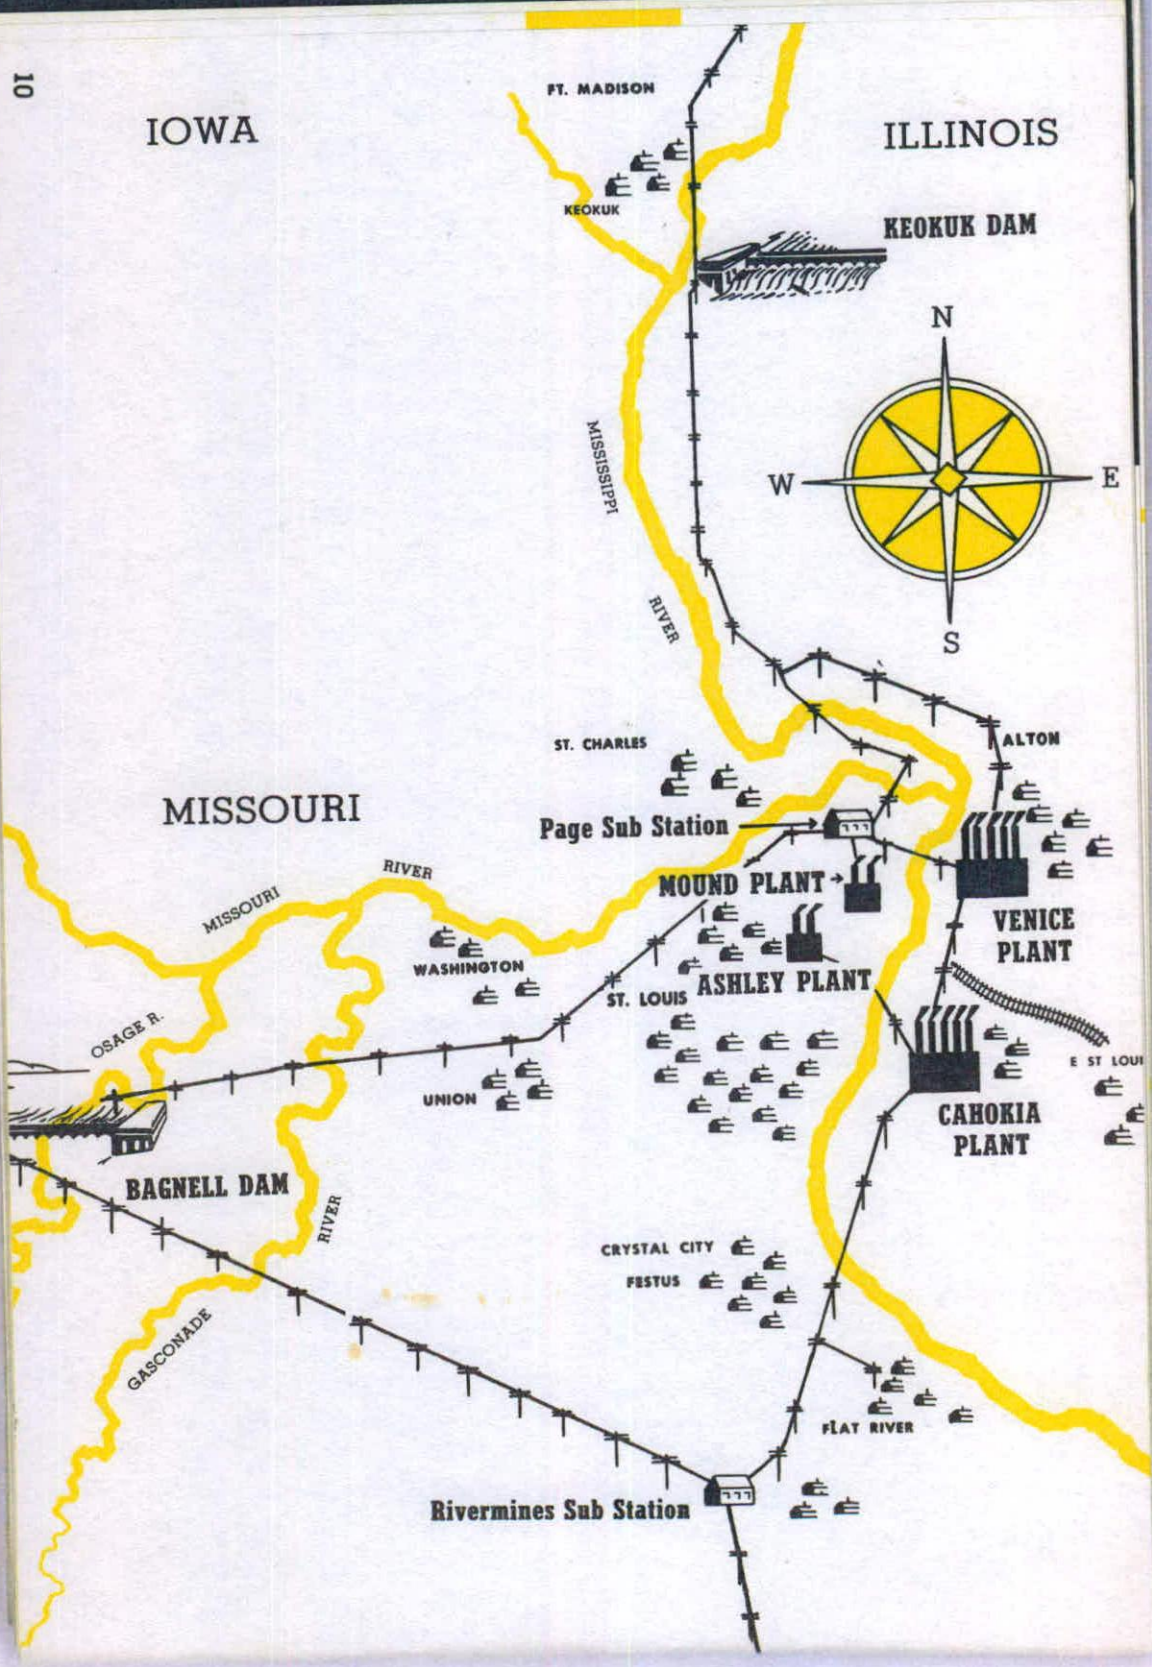 10
FT. MADISON
IOWA
ILLINOIS
KEOKUK
KEOKUK DAM
N
W
E
S
MISSISSIPPI
RIVER
ALTON
ST. CHARLES
MISSOURI
Page Sub Station
MISSOURI
RIVER
MOUND PLANT
VENICE
PLANT
WASHINGTON
ASHLEY PLANT
ST. LOUIS
OSAGE R.
E ST LOUI
UNION
CAHOKIA
PLANT
BAGNELL DAM
RIVER
CRYSTAL CITY
FESTUS
GASCONADE
FLAT RIVER
Rivermines Sub Station